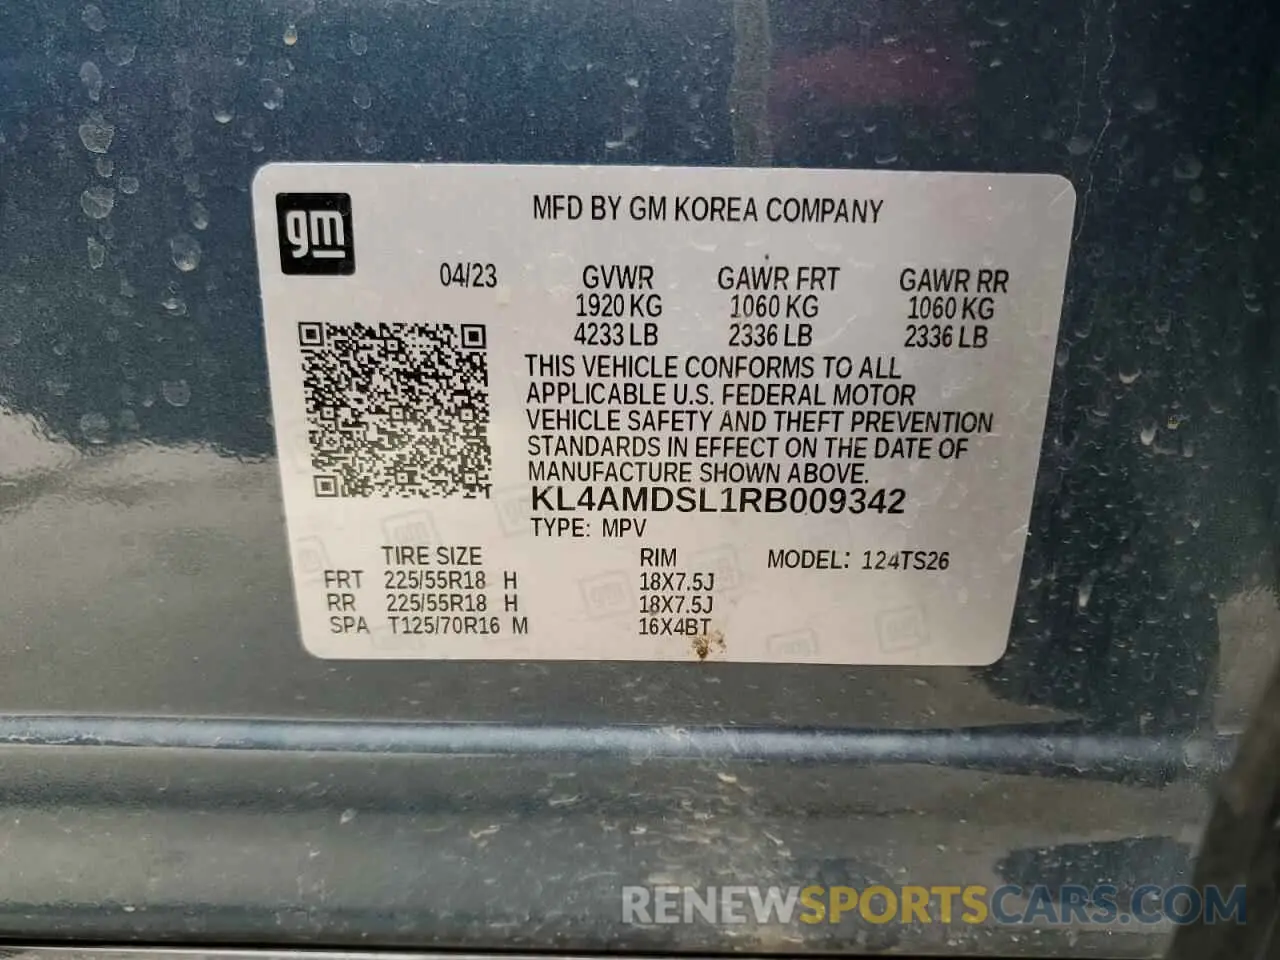 gm
MFD BY GM KOREA COMPANY
04/23 GVWR GAWR FRT GAWR RR
1920 KG 1060 KG 1060 KG
4233 LB 2336 LB 2336 LB
THIS VEHICLE CONFORMS TO ALL
APPLICABLE U.S. FEDERAL MOTOR
VEHICLE SAFETY AND THEFT PREVENTION
STANDARDS IN EFFECT ON THE DATE OF
MANUFACTURE SHOWN ABOVE.
KL4AMDSL1RB009342
TYPE: MPV
TIRE SIZE RIM MODEL: 124TS26
FRT 225/55R18 H 18X7.5J
RR 225/55R18 H 18X7.5J
SPA T125/70R16 M 16X4BT
RENEWSPORTSCARS.COM